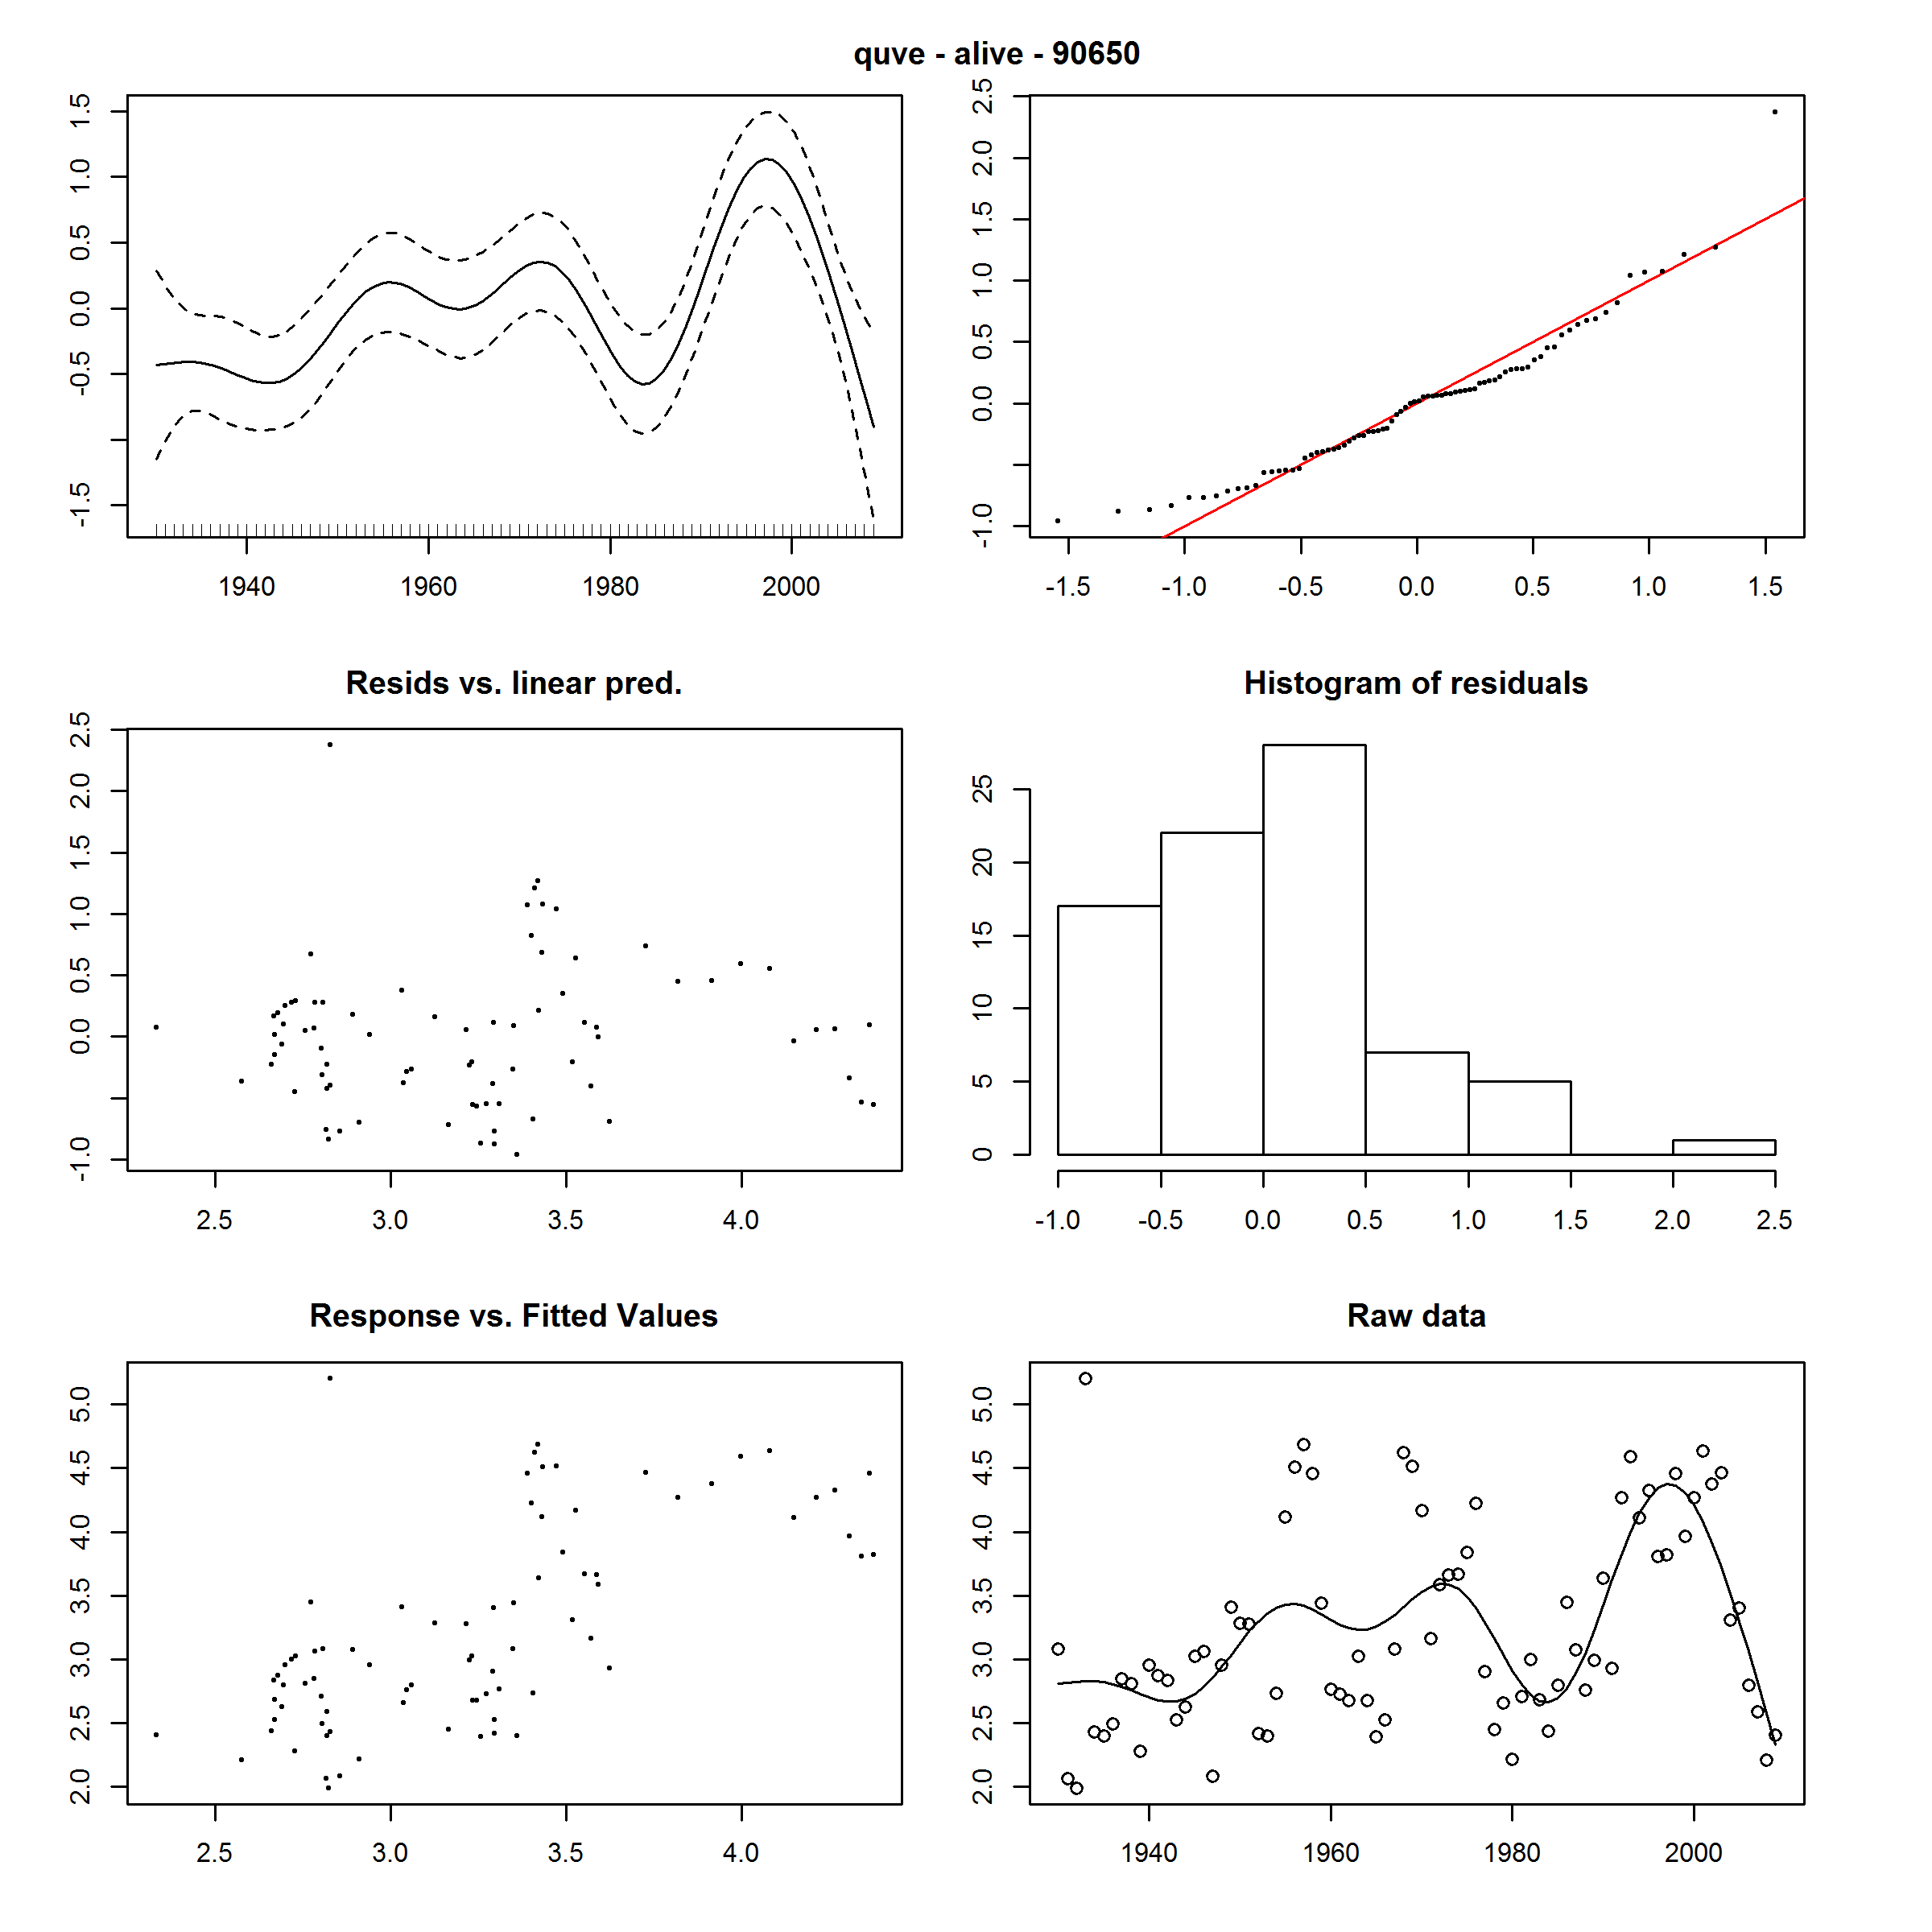 quve - alive - 90650
-1.5 -0.5 0.0 0.5 1.0 1.5
1940 1960 1980 2000
-1.0 0.0 0.5 1.0 1.5 2.0 2.5
-1.5 -1.0 -0.5 0.0 0.5 1.0 1.5
Resids vs. linear pred.
-1.0 0.0 0.5 1.0 1.5 2.0 2.5
2.5 3.0 3.5 4.0
Histogram of residuals
0 5 10 15 20 25
-1.0 -0.5 0.0 0.5 1.0 1.5 2.0 2.5
Response vs. Fitted Values
2.0 2.5 3.0 3.5 4.0 4.5 5.0
2.5 3.0 3.5 4.0
Raw data
2.0 2.5 3.0 3.5 4.0 4.5 5.0
1940 1960 1980 2000